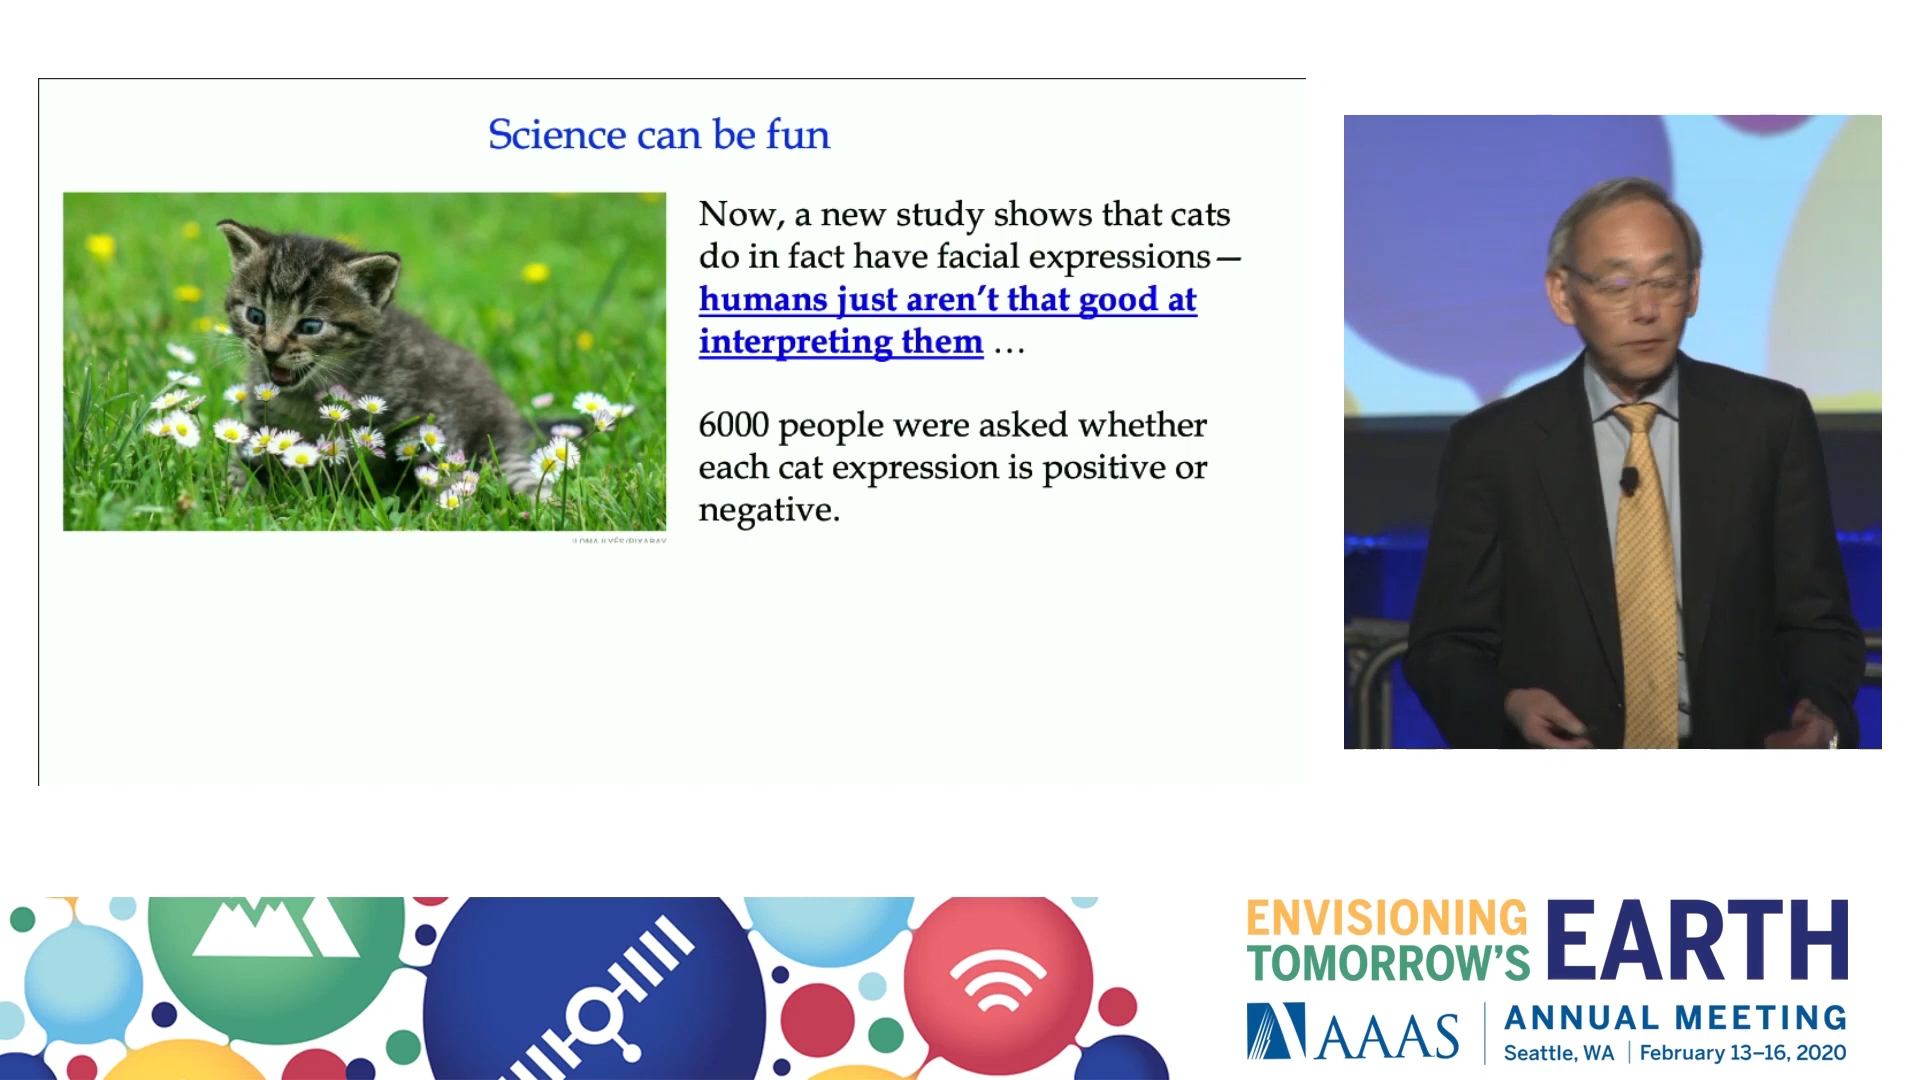 Science can be fun
Now, a new study shows that cats
do in fact have facial expressions—
humans just aren’t that good at
interpreting them …
6000 people were asked whether
each cat expression is positive or
negative.
ENVISIONING
TOMORROW’S
EARTH
AAAS
ANNUAL MEETING
Seattle, WA | February 13–16, 2020